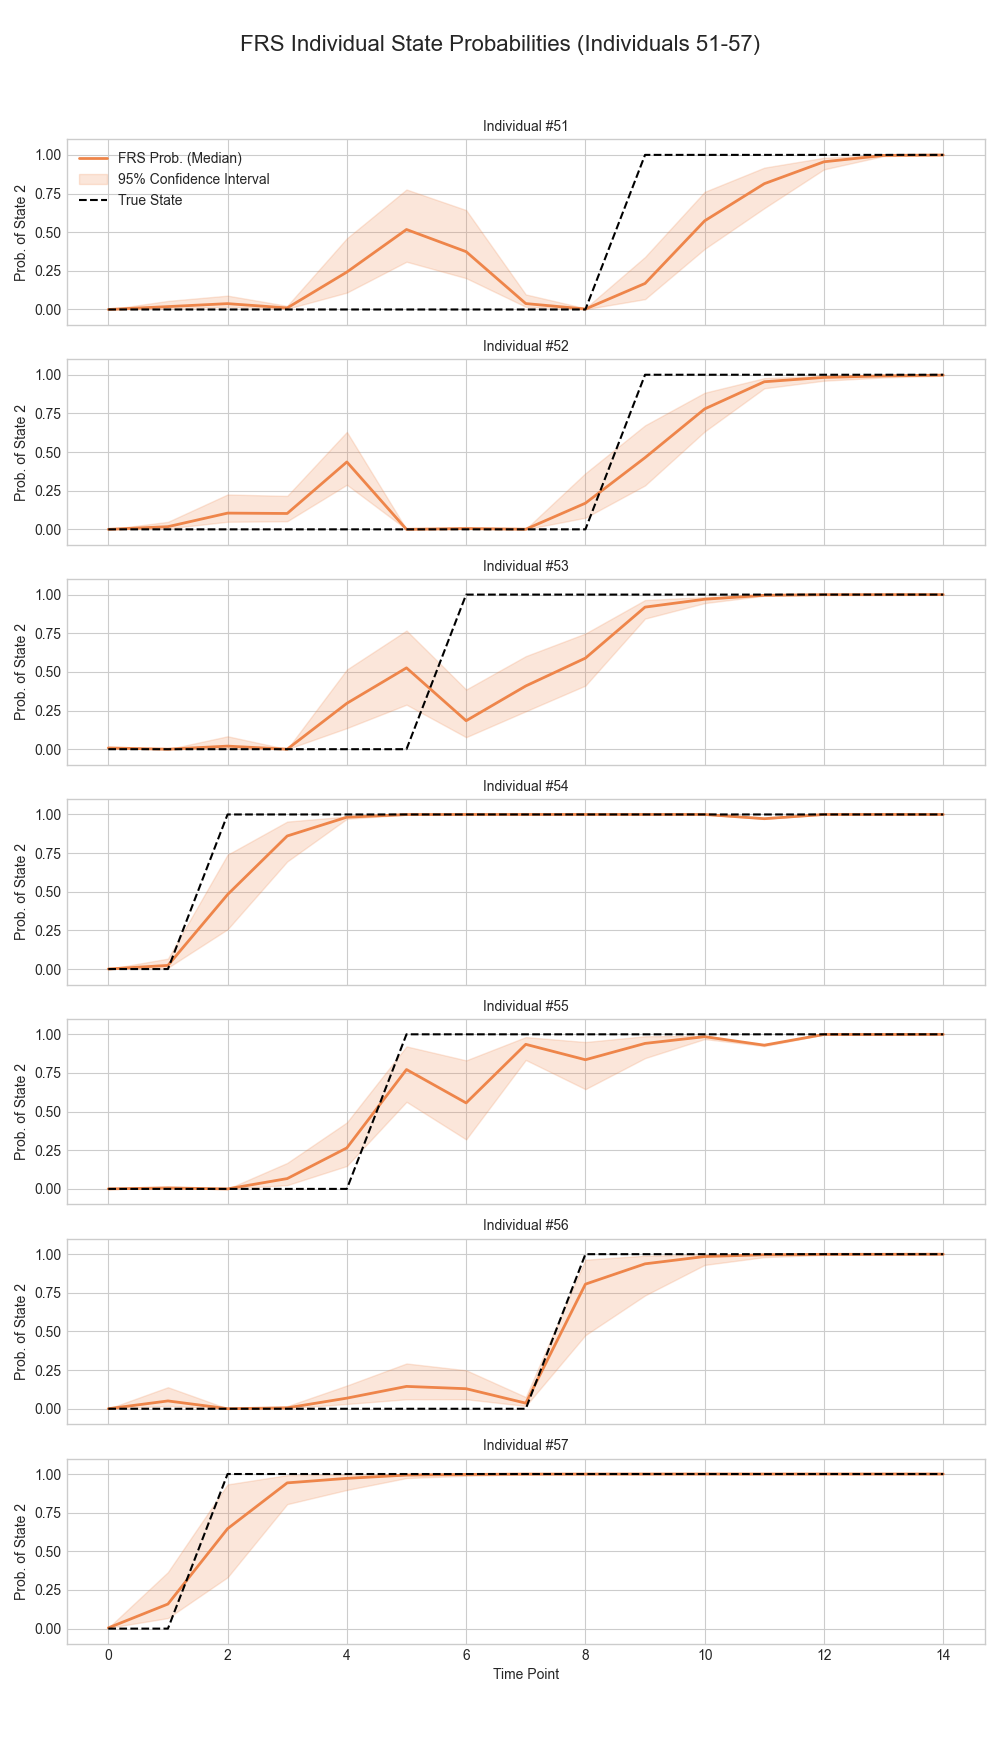 FRS Individual State Probabilities (Individuals 51-57)
Individual #51
Prob. of State 2
1.00
0.75
0.50
0.25
0.00
FRS Prob. (Median)
95% Confidence Interval
True State
Individual #52
Prob. of State 2
1.00
0.75
0.50
0.25
0.00
Individual #53
Prob. of State 2
1.00
0.75
0.50
0.25
0.00
Individual #54
Prob. of State 2
1.00
0.75
0.50
0.25
0.00
Individual #55
Prob. of State 2
1.00
0.75
0.50
0.25
0.00
Individual #56
Prob. of State 2
1.00
0.75
0.50
0.25
0.00
Individual #57
Prob. of State 2
1.00
0.75
0.50
0.25
0.00
0 2 4 6 8 10 12 14
Time Point